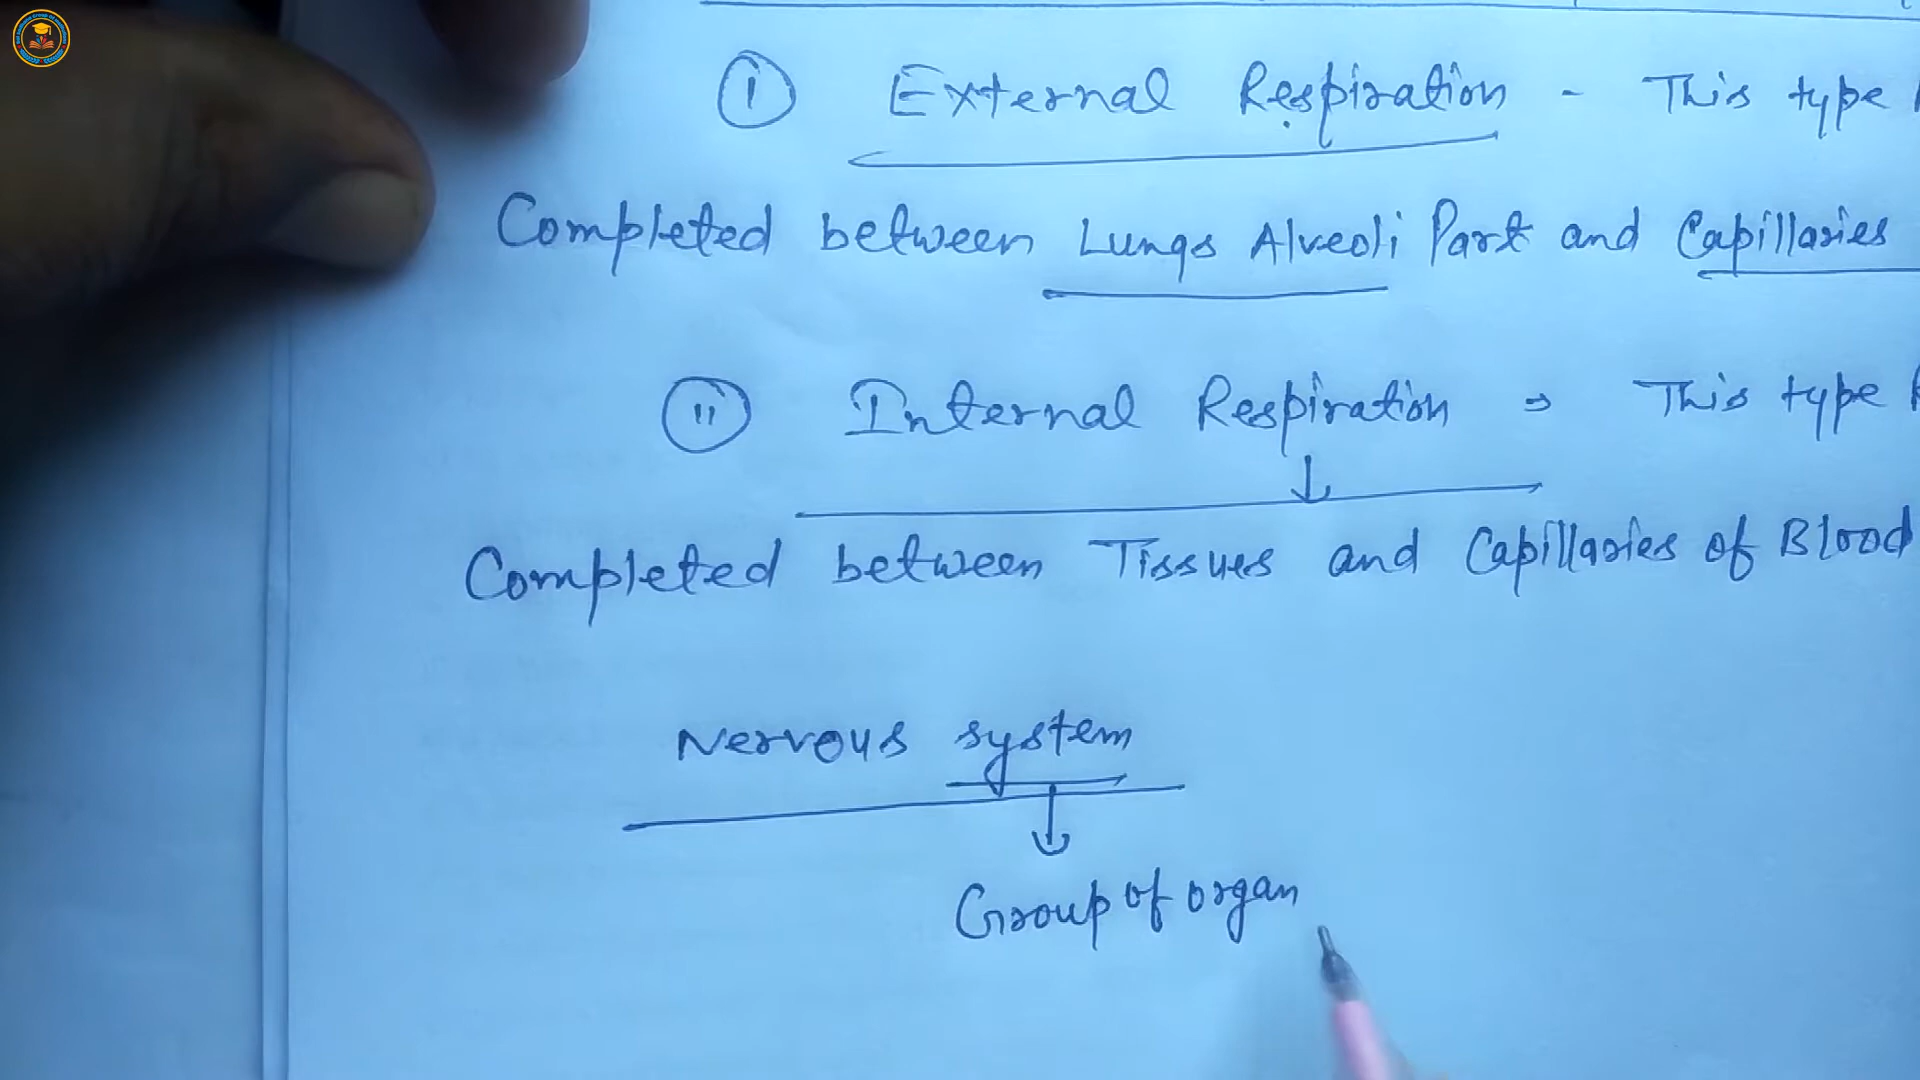 (i) External Respiration - This type
Completed between Lungs Alveoli Part and Capillaries
(ii) Internal Respiration => This type
Completed between Tissues and Capillaries of Blood
Nervous system
Group of organ